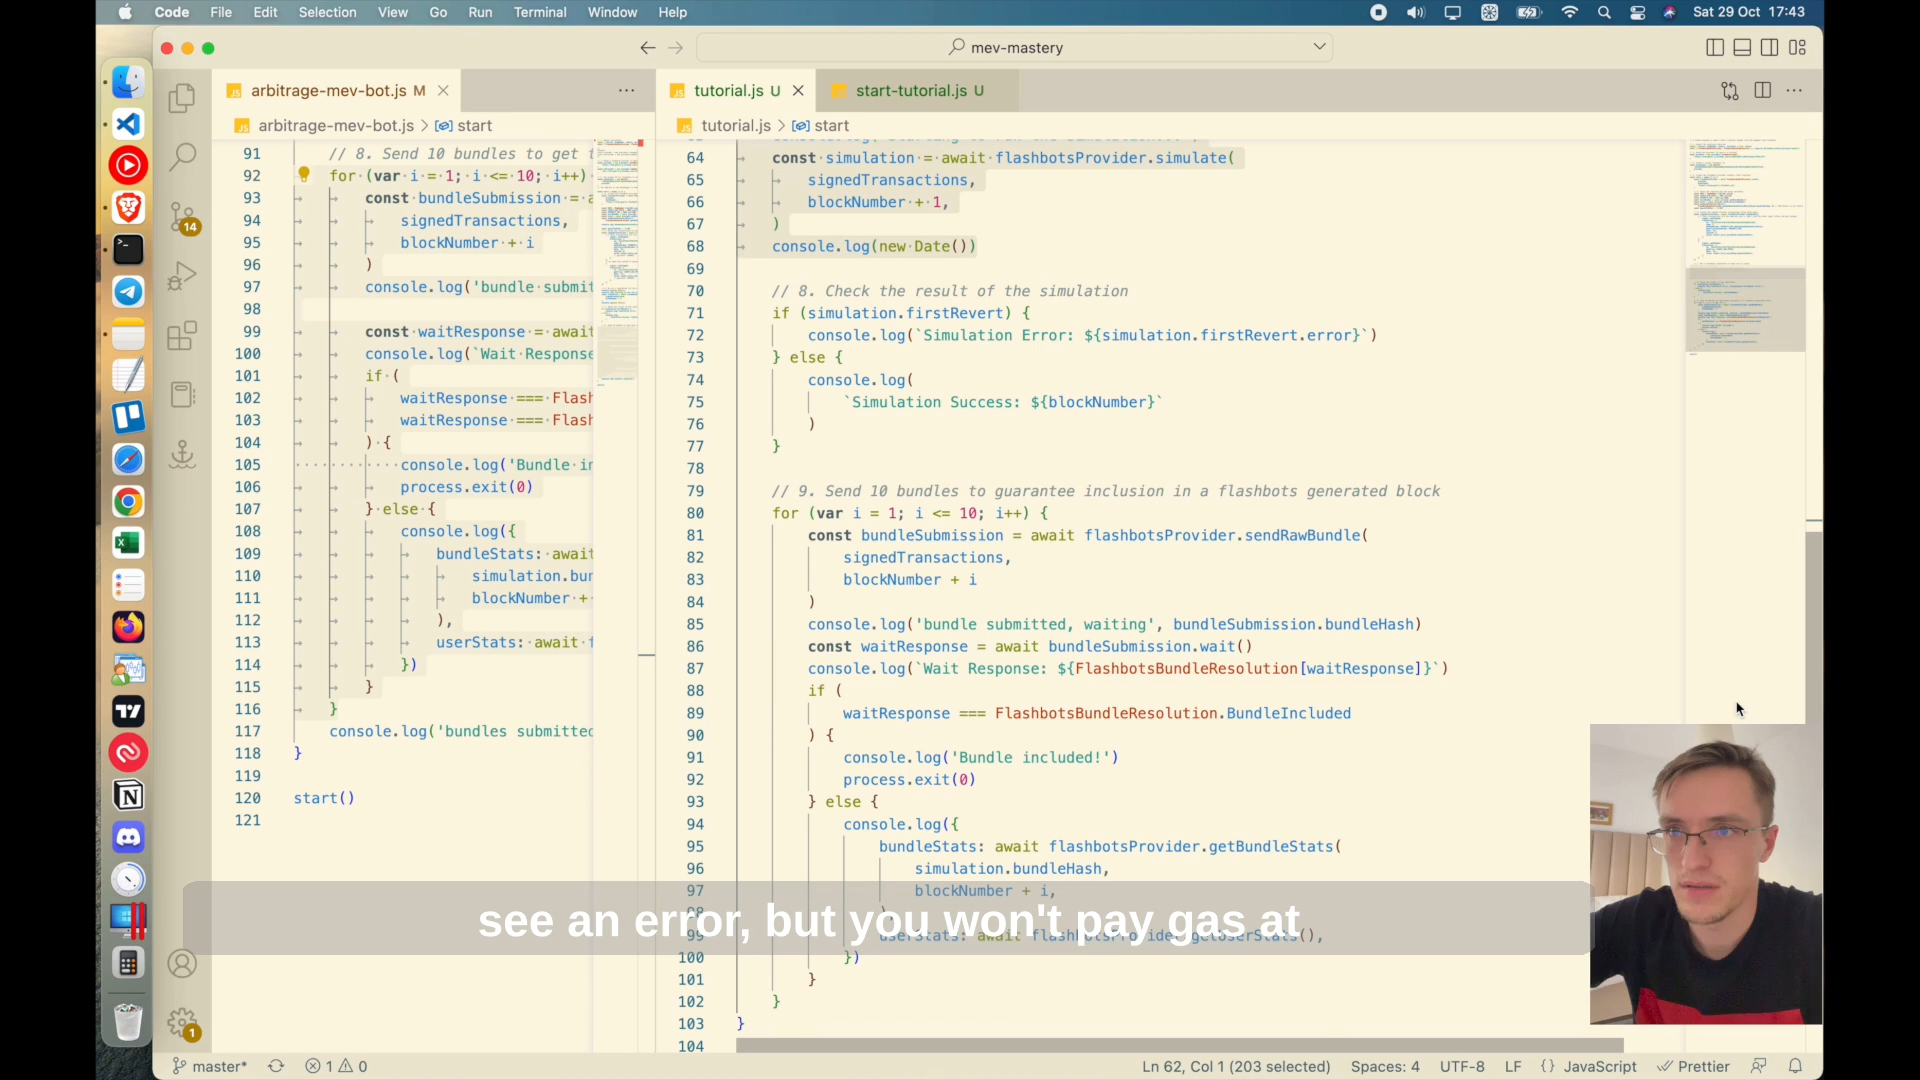 Code File Edit Selection View Go Run Terminal Window Help
Sat 29 Oct 17:43
mev-mastery
arbitrage-mev-bot.js M
tutorial.js U
start-tutorial.js U
arbitrage-mev-bot.js > start
tutorial.js > start
91 // 8. Send 10 bundles to get
92 for (var i = 1; i <= 10; i++)
93 const bundleSubmission =
94 signedTransactions,
95 blockNumber + i
96 )
97 console.log('bundle submit
98
99 const waitResponse = await
100 console.log(`Wait Response
101 if (
102 waitResponse === Flash
103 waitResponse === Flash
104 ) {
105 console.log('Bundle in
106 process.exit(0)
107 } else {
108 console.log({
109 bundleStats: await
110 simulation.bun
111 blockNumber +
112 ),
113 userStats: await f
114 })
115 }
116 }
117 console.log('bundles submitted
118 }
119
120 start()
121
64 const simulation = await flashbotsProvider.simulate(
65 signedTransactions,
66 blockNumber + 1,
67 )
68 console.log(new Date())
69
70 // 8. Check the result of the simulation
71 if (simulation.firstRevert) {
72 console.log(`Simulation Error: ${simulation.firstRevert.error}`)
73 } else {
74 console.log(
75 `Simulation Success: ${blockNumber}`
76 )
77 }
78
79 // 9. Send 10 bundles to guarantee inclusion in a flashbots generated block
80 for (var i = 1; i <= 10; i++) {
81 const bundleSubmission = await flashbotsProvider.sendRawBundle(
82 signedTransactions,
83 blockNumber + i
84 )
85 console.log('bundle submitted, waiting', bundleSubmission.bundleHash)
86 const waitResponse = await bundleSubmission.wait()
87 console.log(`Wait Response: ${FlashbotsBundleResolution[waitResponse]}`)
88 if (
89 waitResponse === FlashbotsBundleResolution.BundleIncluded
90 ) {
91 console.log('Bundle included!')
92 process.exit(0)
93 } else {
94 console.log({
95 bundleStats: await flashbotsProvider.getBundleStats(
96 simulation.bundleHash,
97 blockNumber + i,
see an error, but you won't pay gas at
99 userStats: await flashbotsProvider.getUserStats(),
100 })
101 }
102 }
103 }
104
14
1
master* 1 0
Ln 62, Col 1 (203 selected) Spaces: 4 UTF-8 LF {} JavaScript Prettier